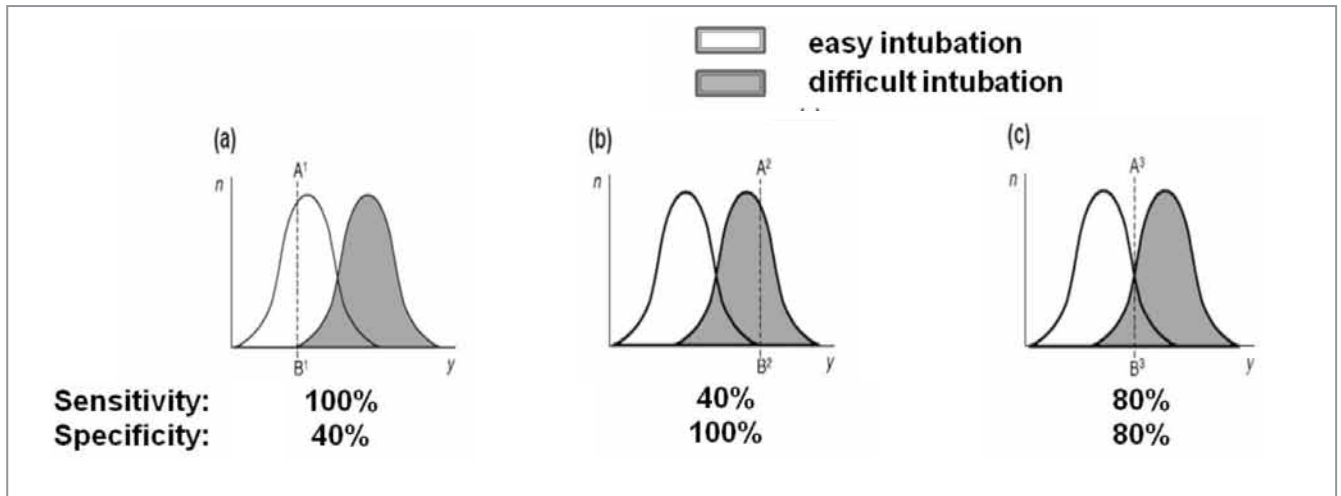 easy intubation
difficult intubation
(a)
(b)
(c)
A¹
A²
A³
n
n
n
B¹
y
B²
y
B³
y
Sensitivity: 100% 40% 80%
Specificity: 40% 100% 80%